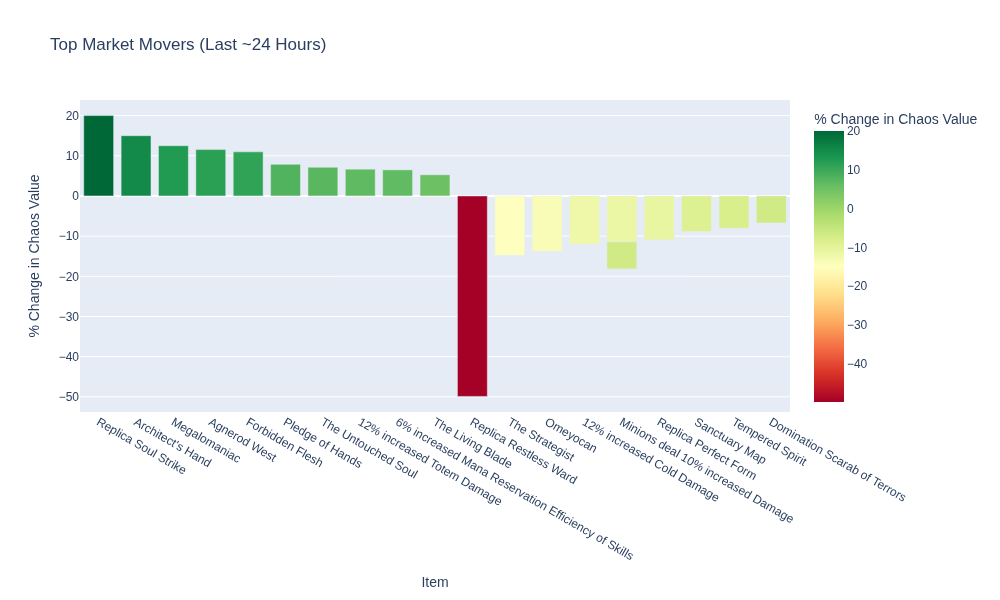 Top Market Movers (Last ~24 Hours)
% Change in Chaos Value
20
10
0
−10
−20
−30
−40
−50
Replica Soul Strike
Architect's Hand
Megalomaniac
Agnerod West
Forbidden Flesh
Pledge of Hands
The Untouched Soul
12% increased Totem Damage
6% increased Mana Reservation Efficiency of Skills
The Living Blade
Replica Restless Ward
The Strategist
Omeyocan
12% increased Cold Damage
Minions deal 10% increased Damage
Replica Perfect Form
Sanctuary Map
Tempered Spirit
Domination Scarab of Terrors
Item
% Change in Chaos Value
20
10
0
−10
−20
−30
−40